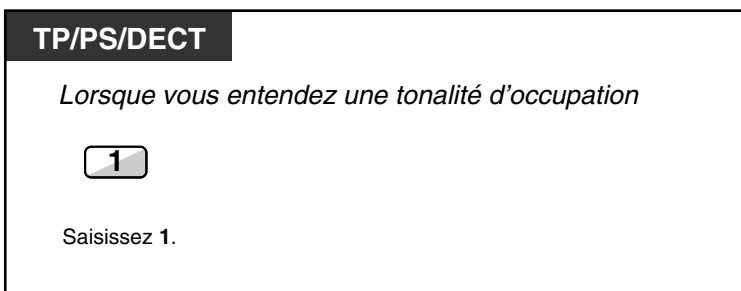 TP/PS/DECT
Lorsque vous entendez une tonalité d'occupation
1
Saisissez 1.